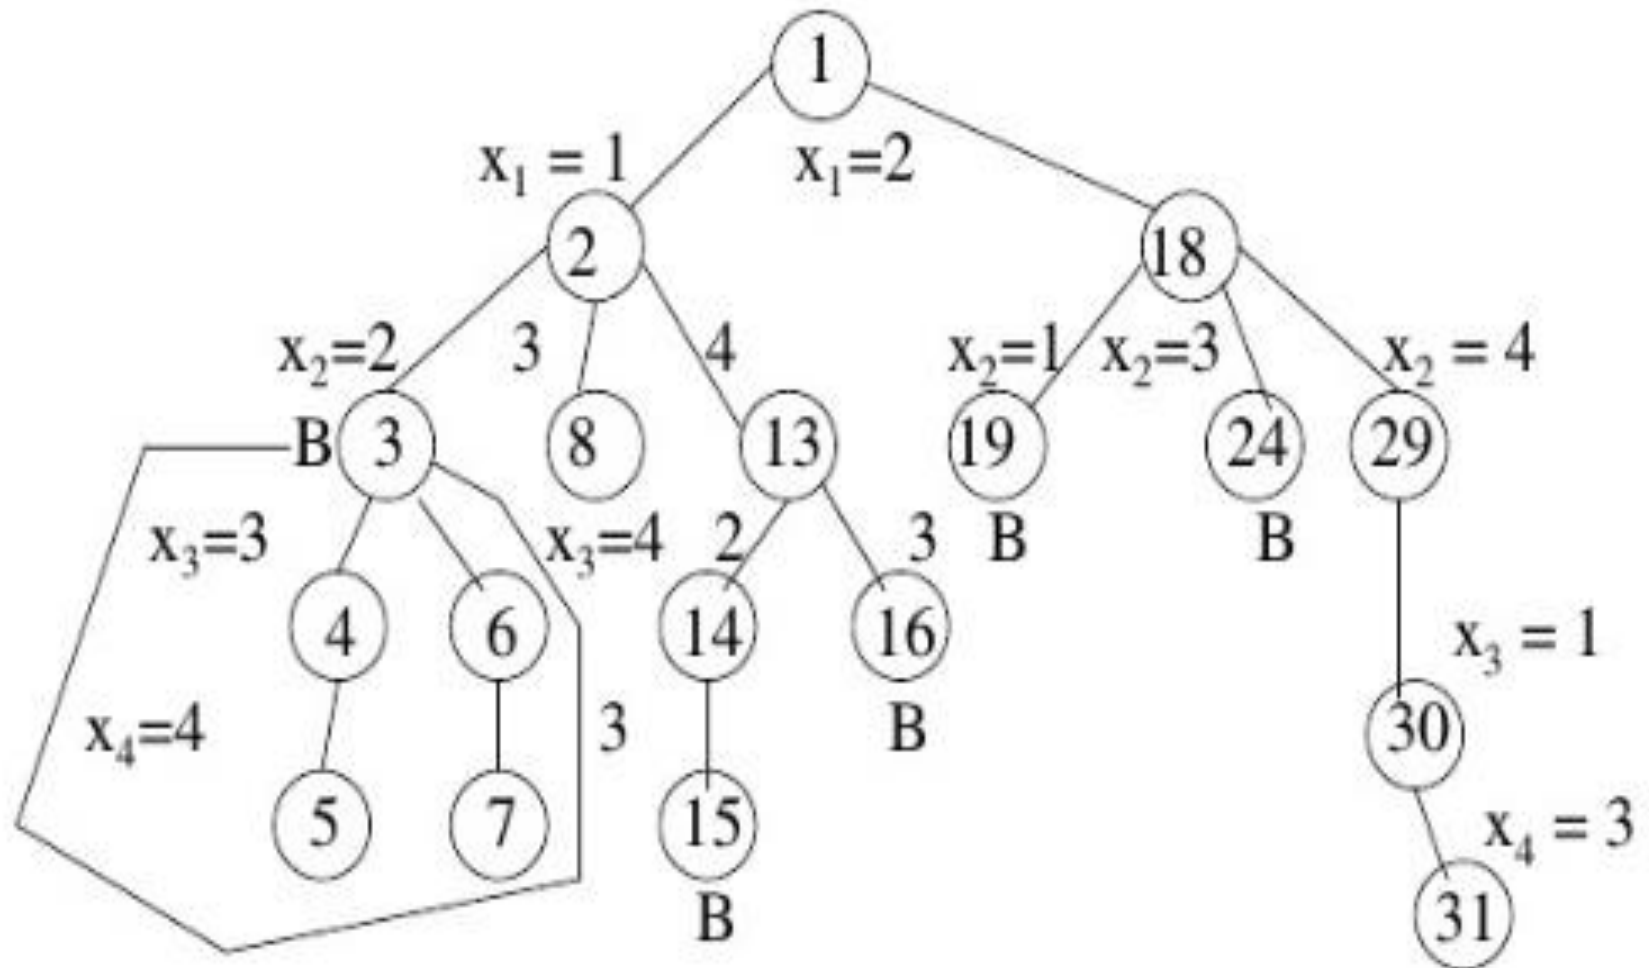 1
x₁ = 1 x₁=2
2 18
x₂=2 3 4 x₂=1 x₂=3 x₂ = 4
B 3 8 13 19 24 29
x₃=3 x₃=4 2 3 B B
4 6 14 16 x₃ = 1
x₄=4 3 B 30
5 7 15 x₄ = 3
B 31